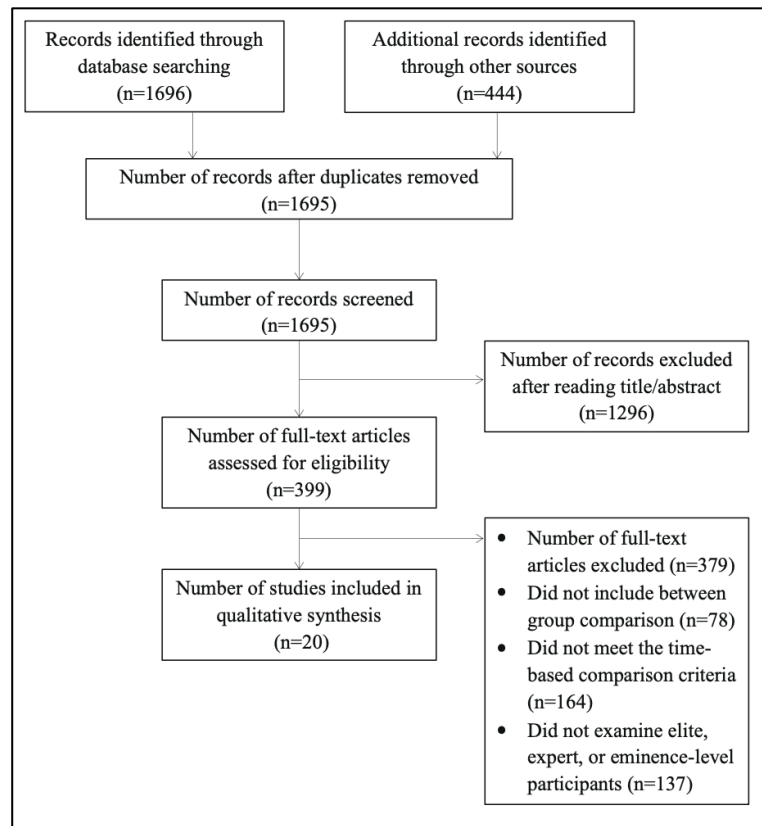 Records identified through
database searching
(n=1696)
Additional records identified
through other sources
(n=444)
Number of records after duplicates removed
(n=1695)
Number of records screened
(n=1695)
Number of records excluded
after reading title/abstract
(n=1296)
Number of full-text articles
assessed for eligibility
(n=399)
• Number of full-text
articles excluded (n=379)
• Did not include between
group comparison (n=78)
• Did not meet the time-
based comparison criteria
(n=164)
• Did not examine elite,
expert, or eminence-level
participants (n=137)
Number of studies included in
qualitative synthesis
(n=20)